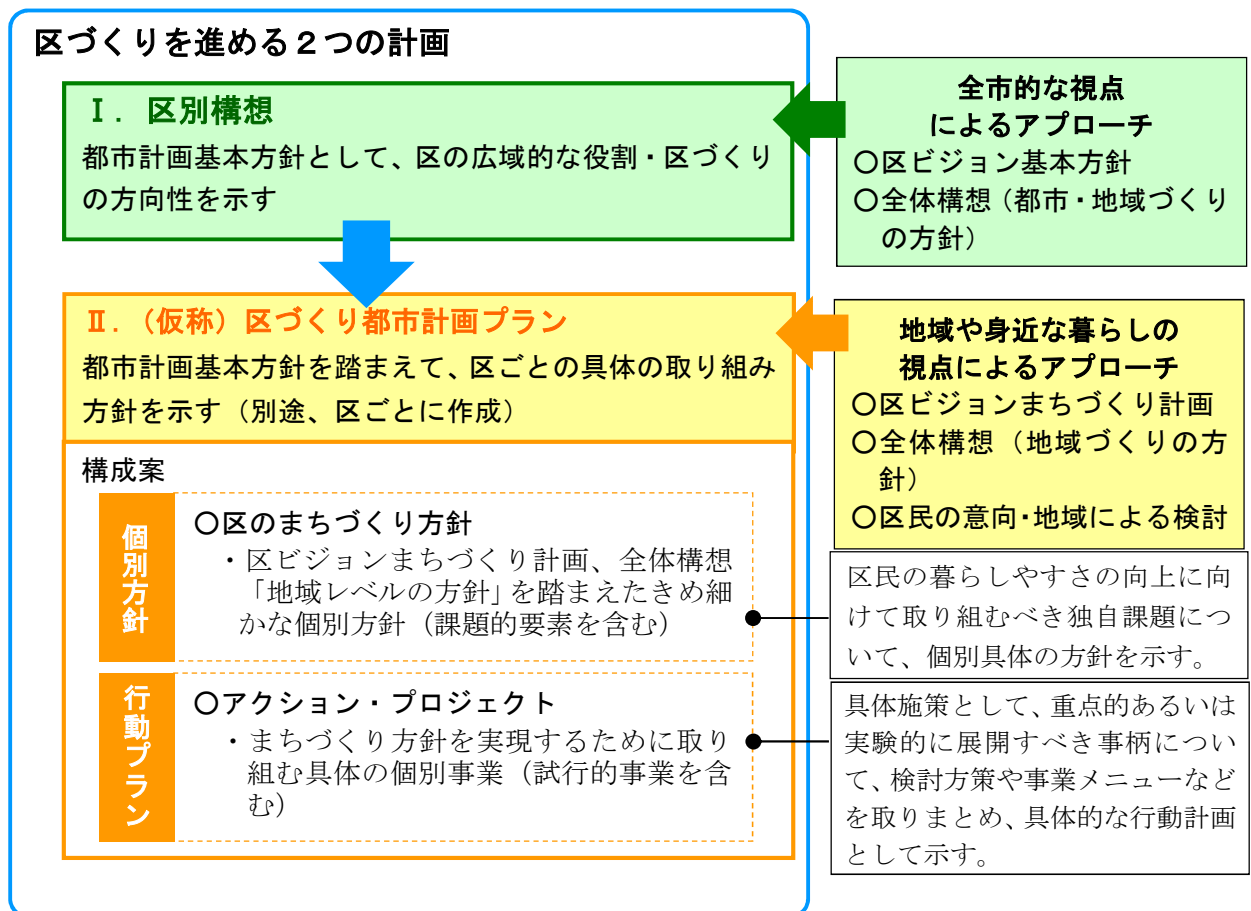 区づくりを進める２つの計画
Ⅰ．区別構想
都市計画基本方針として、区の広域的な役割・区づくり
の方向性を示す
全市的な視点
によるアプローチ
〇区ビジョン基本方針
〇全体構想（都市・地域づくり
の方針）
Ⅱ．（仮称）区づくり都市計画プラン
都市計画基本方針を踏まえて、区ごとの具体の取り組み
方針を示す（別途、区ごとに作成）
地域や身近な暮らしの
視点によるアプローチ
〇区ビジョンまちづくり計画
〇全体構想（地域づくりの方
針）
〇区民の意向・地域による検討
構成案
個別方針
〇区のまちづくり方針
・区ビジョンまちづくり計画、全体構想
「地域レベルの方針」を踏まえたきめ細
かな個別方針（課題的要素を含む）
区民の暮らしやすさの向上に向
けて取り組むべき独自課題につ
いて、個別具体の方針を示す。
行動プラン
〇アクション・プロジェクト
・まちづくり方針を実現するために取り
組む具体の個別事業（試行的事業を含
む）
具体施策として、重点的あるいは
実験的に展開すべき事柄につい
て、検討方策や事業メニューなど
を取りまとめ、具体的な行動計画
として示す。